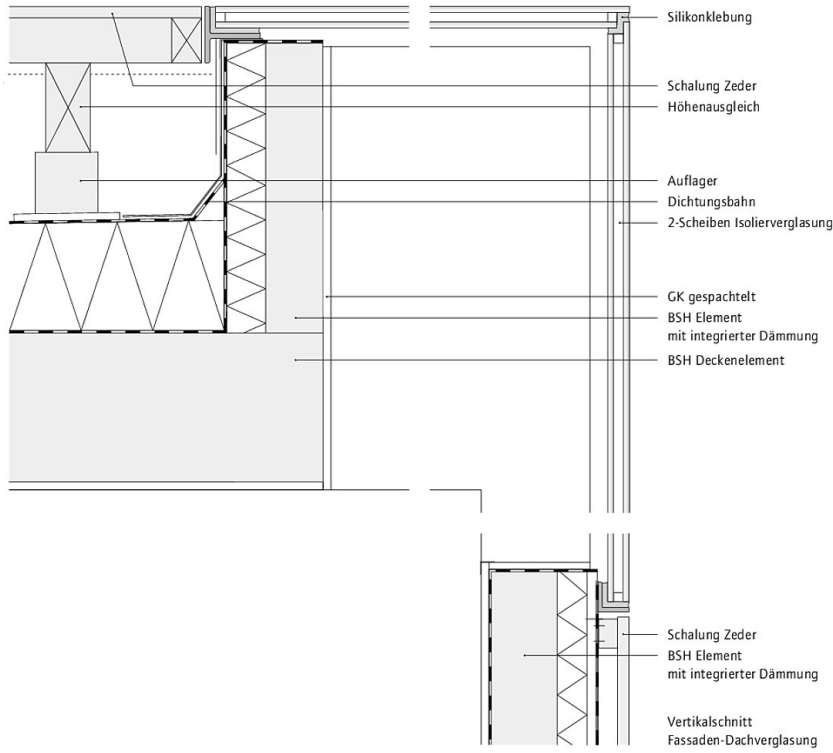 Silikonklebung
Schalung Zeder
Höhenausgleich
Auflager
Dichtungsbahn
2-Scheiben Isolierverglasung
GK gespachtelt
BSH Element
mit integrierter Dämmung
BSH Deckenelement
Schalung Zeder
BSH Element
mit integrierter Dämmung
Vertikalschnitt
Fassaden-Dachverglasung